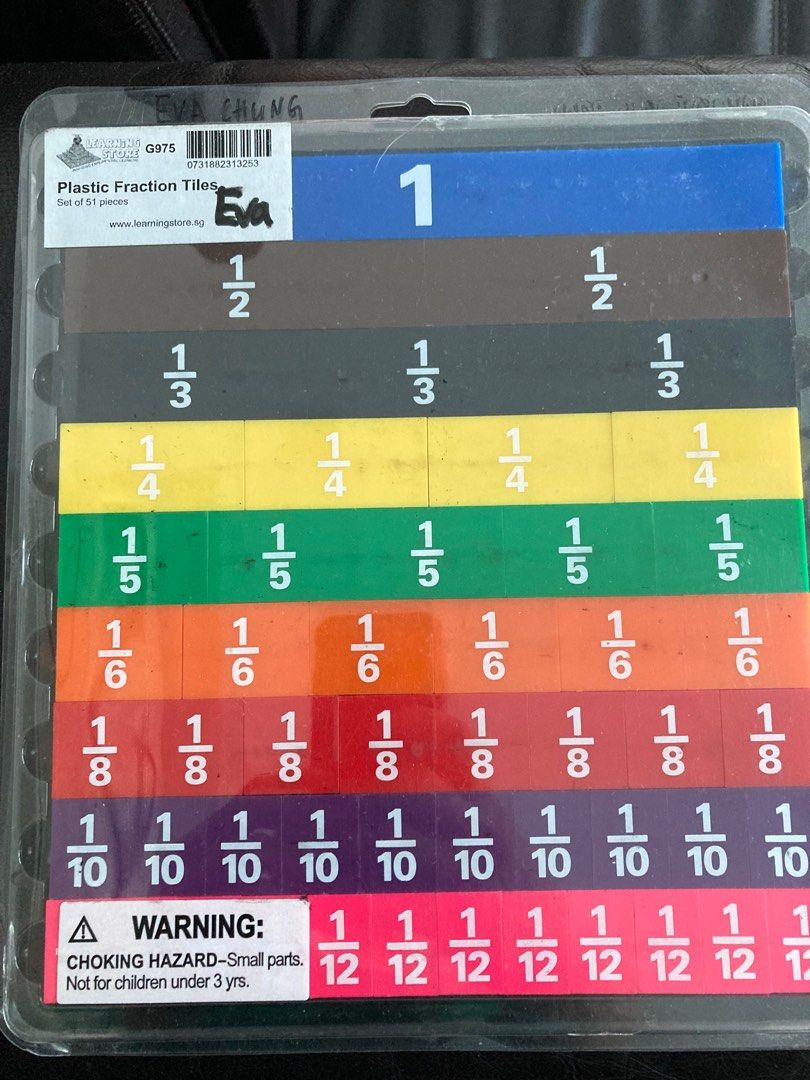 EVA CHUNG
LEARNING
STORE
G975
0731882313253
Plastic Fraction Tiles
Set of 51 pieces
www.learningstore.sg
Eva
1
1/2 1/2
1/3 1/3 1/3
1/4 1/4 1/4 1/4
1/5 1/5 1/5 1/5 1/5
1/6 1/6 1/6 1/6 1/6 1/6
1/8 1/8 1/8 1/8 1/8 1/8 1/8 1/8
1/10 1/10 1/10 1/10 1/10 1/10 1/10 1/10 1/10 1/10
WARNING:
CHOKING HAZARD–Small parts.
Not for children under 3 yrs.
1/12 1/12 1/12 1/12 1/12 1/12 1/12 1/12